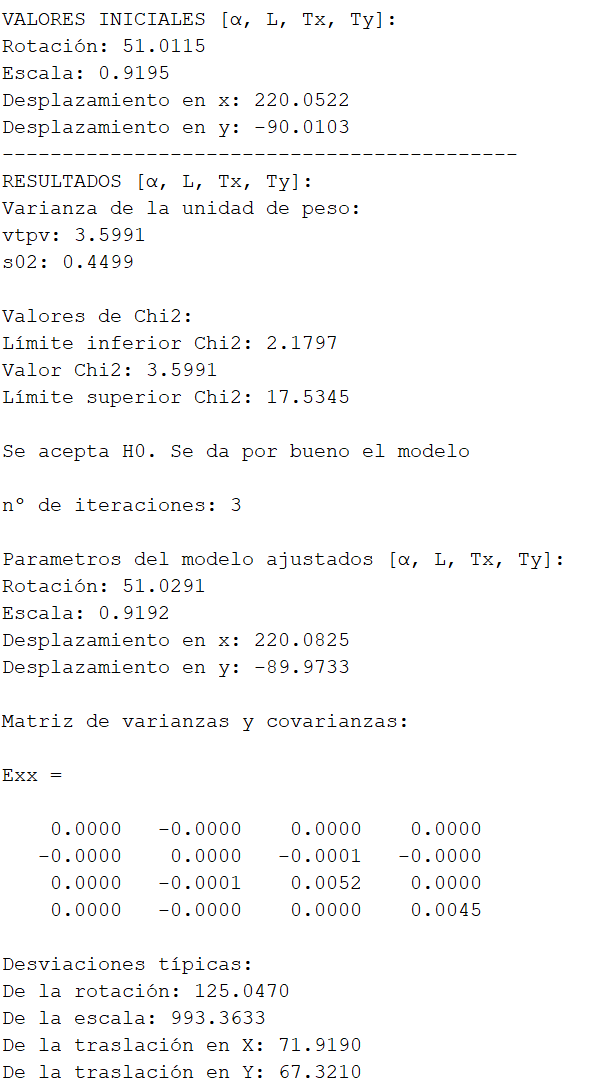 VALORES INICIALES [α, L, Tx, Ty]:
Rotación: 51.0115
Escala: 0.9195
Desplazamiento en x: 220.0522
Desplazamiento en y: -90.0103
-------------------------------------------
RESULTADOS [α, L, Tx, Ty]:
Varianza de la unidad de peso:
vtpv: 3.5991
s02: 0.4499
Valores de Chi2:
Límite inferior Chi2: 2.1797
Valor Chi2: 3.5991
Límite superior Chi2: 17.5345
Se acepta H0. Se da por bueno el modelo
nº de iteraciones: 3
Parametros del modelo ajustados [α, L, Tx, Ty]:
Rotación: 51.0291
Escala: 0.9192
Desplazamiento en x: 220.0825
Desplazamiento en y: -89.9733
Matriz de varianzas y covarianzas:
Exx =
0.0000 -0.0000 0.0000 0.0000
-0.0000 0.0000 -0.0001 -0.0000
0.0000 -0.0001 0.0052 0.0000
0.0000 -0.0000 0.0000 0.0045
Desviaciones típicas:
De la rotación: 125.0470
De la escala: 993.3633
De la traslación en X: 71.9190
De la traslación en Y: 67.3210